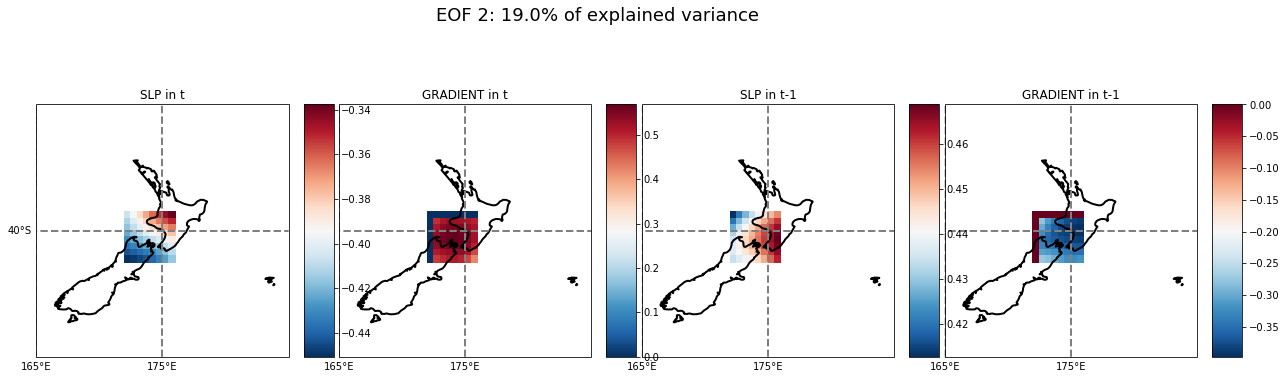 EOF 2: 19.0% of explained variance
SLP in t
GRADIENT in t
SLP in t-1
GRADIENT in t-1
40°S
165°E
175°E
−0.34
−0.36
−0.38
−0.40
−0.42
−0.44
165°E
175°E
0.5
0.4
0.3
0.2
0.1
0.0
165°E
175°E
0.46
0.45
0.44
0.43
0.42
165°E
175°E
0.00
−0.05
−0.10
−0.15
−0.20
−0.25
−0.30
−0.35